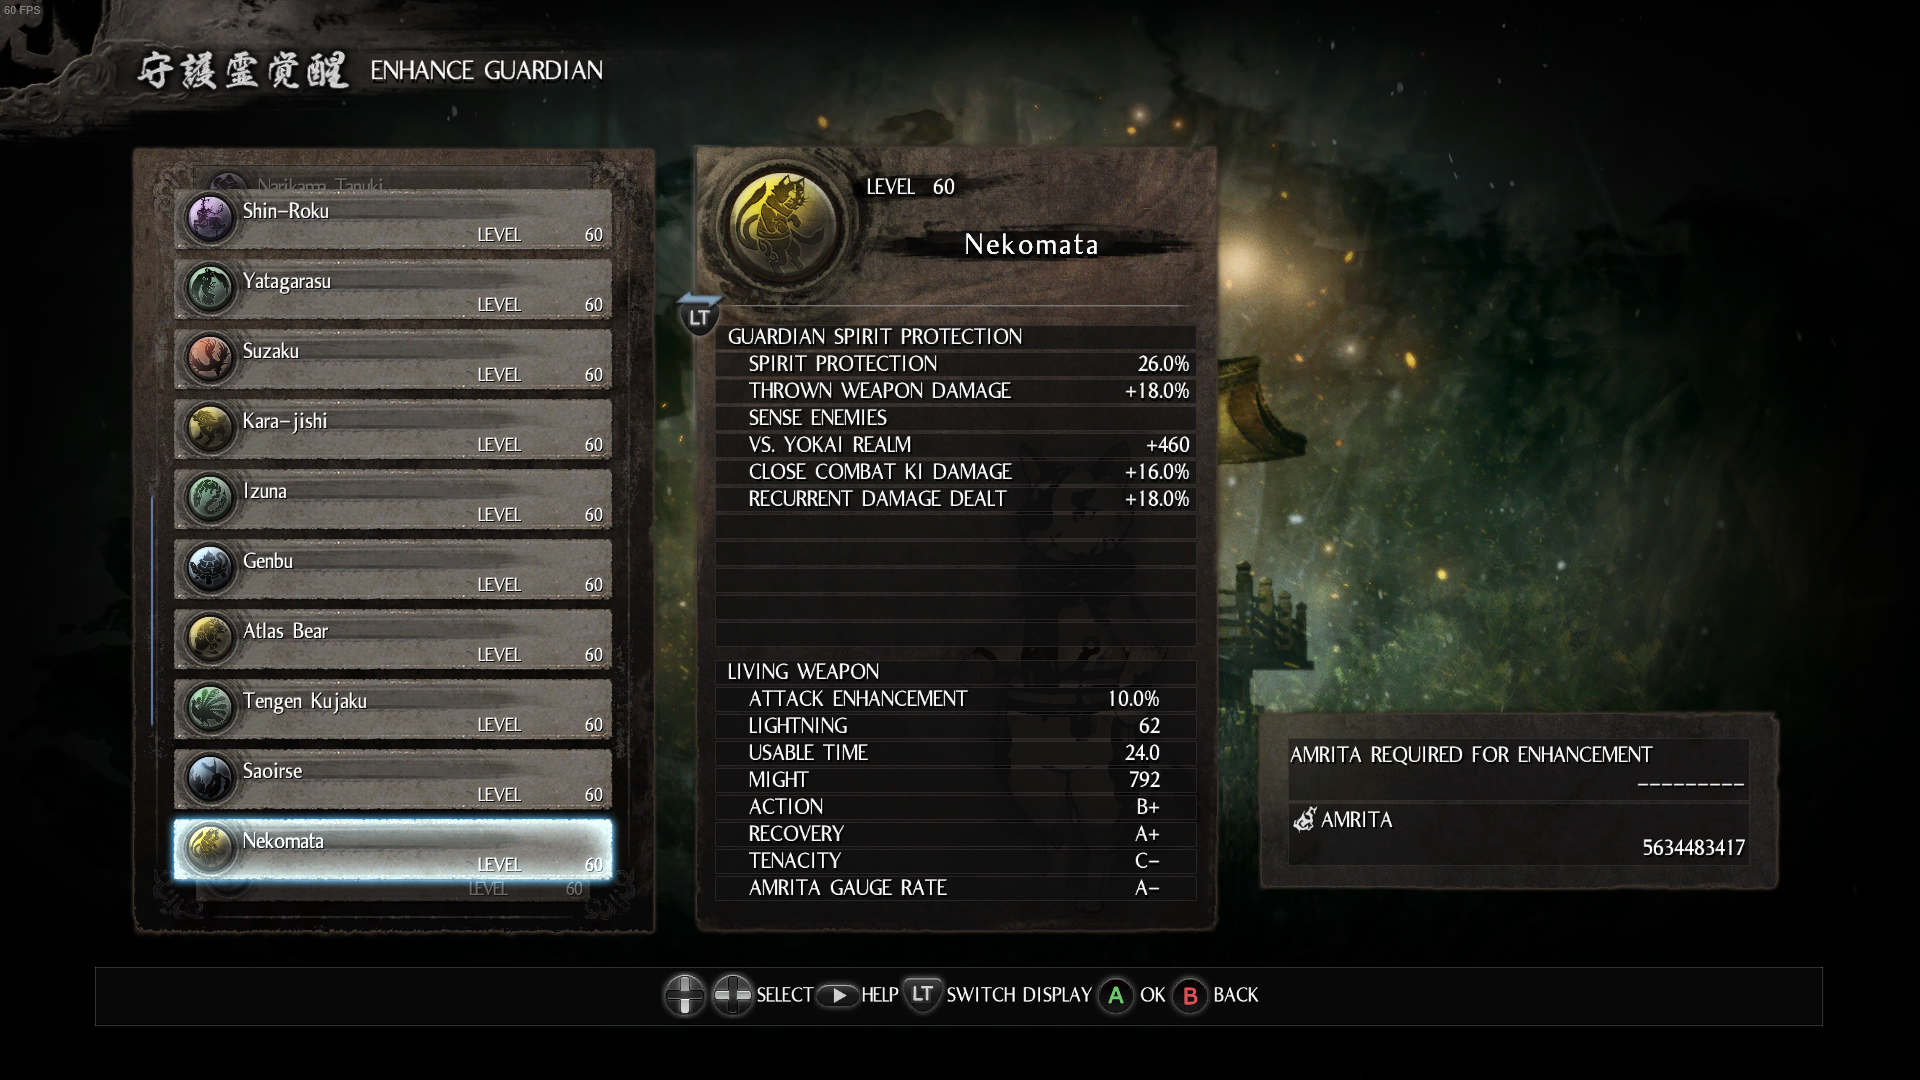 60 FPS
守護霊覚醒 ENHANCE GUARDIAN
Narikama Tanuki
Shin-Roku
LEVEL 60
Yatagarasu
LEVEL 60
Suzaku
LEVEL 60
Kara-jishi
LEVEL 60
Izuna
LEVEL 60
Genbu
LEVEL 60
Atlas Bear
LEVEL 60
Tengen Kujaku
LEVEL 60
Saoirse
LEVEL 60
Nekomata
LEVEL 60
LEVEL 60
LEVEL 60
Nekomata
LT
GUARDIAN SPIRIT PROTECTION
SPIRIT PROTECTION 26.0%
THROWN WEAPON DAMAGE +18.0%
SENSE ENEMIES
VS. YOKAI REALM +460
CLOSE COMBAT KI DAMAGE +16.0%
RECURRENT DAMAGE DEALT +18.0%
LIVING WEAPON
ATTACK ENHANCEMENT 10.0%
LIGHTNING 62
USABLE TIME 24.0
MIGHT 792
ACTION B+
RECOVERY A+
TENACITY C-
AMRITA GAUGE RATE A-
AMRITA REQUIRED FOR ENHANCEMENT
---------
AMRITA
5634483417
SELECT HELP LT SWITCH DISPLAY A OK B BACK